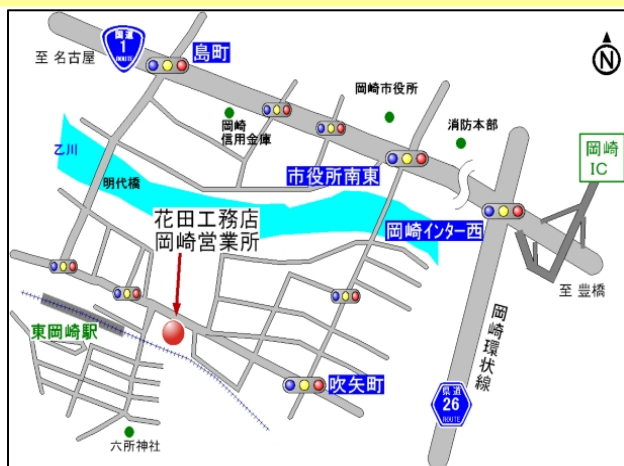 国道
1
ROUTE
至 名古屋
島町
N
岡崎市役所
岡崎
信用金庫
消防本部
岡崎
IC
乙川
明代橋
市役所南東
花田工務店
岡崎営業所
岡崎インター西
至 豊橋
東岡崎駅
岡崎環状線
吹矢町
県道
26
ROUTE
六所神社